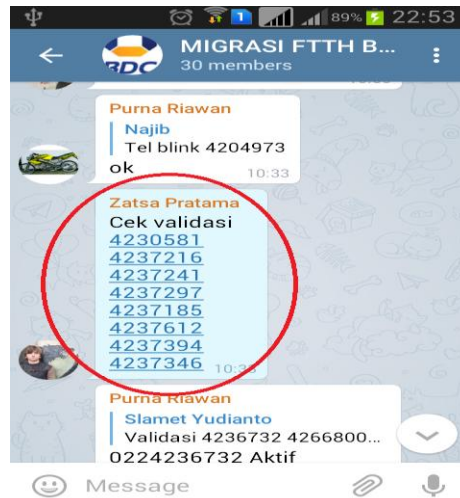 89% 22:53
BDC
MIGRASI FTTH B...
30 members
Purna Riawan
Najib
Tel blink 4204973
ok 10:33
Zatsa Pratama
Cek validasi
4230581
4237216
4237241
4237297
4237185
4237612
4237394
4237346
Purna Riawan
Slamet Yudianto
Validasi 4236732 4266800...
0224236732 Aktif
Message